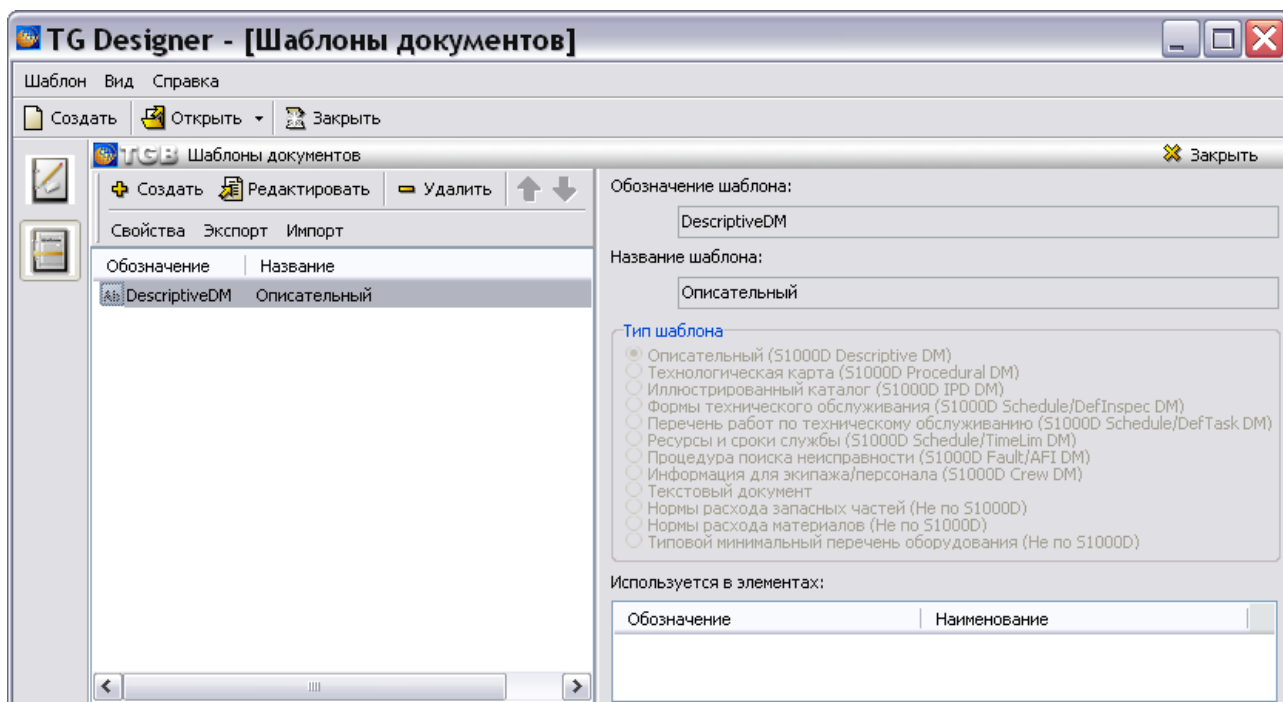 TG Designer - [Шаблоны документов]
Шаблон Вид Справка
Создать Открыть Закрыть
TGB Шаблоны документов Закрыть
Создать Редактировать Удалить
Свойства Экспорт Импорт
Обозначение Название
Ab DescriptiveDM Описательный
Обозначение шаблона:
DescriptiveDM
Название шаблона:
Описательный
Тип шаблона
Описательный (S1000D Descriptive DM)
Технологическая карта (S1000D Procedural DM)
Иллюстрированный каталог (S1000D IPD DM)
Формы технического обслуживания (S1000D Schedule/DefInspec DM)
Перечень работ по техническому обслуживанию (S1000D Schedule/DefTask DM)
Ресурсы и сроки службы (S1000D Schedule/TimeLim DM)
Процедура поиска неисправности (S1000D Fault/AFI DM)
Информация для экипажа/персонала (S1000D Crew DM)
Текстовый документ
Нормы расхода запасных частей (Не по S1000D)
Нормы расхода материалов (Не по S1000D)
Типовой минимальный перечень оборудования (Не по S1000D)
Используется в элементах:
Обозначение Наименование